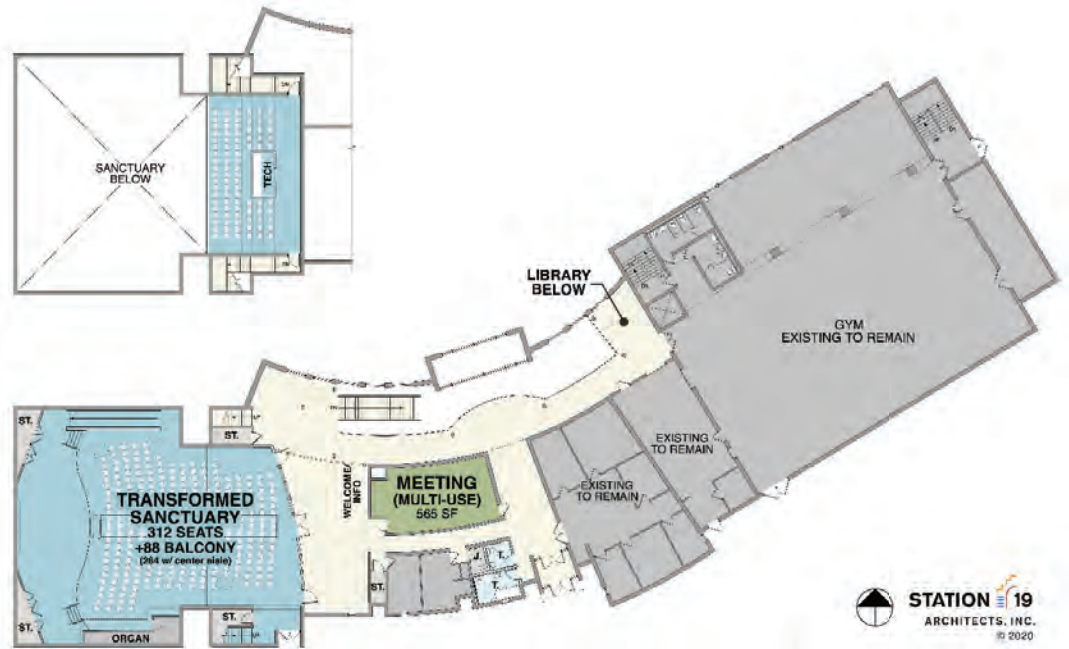 SANCTUARY
BELOW
TECH
LIBRARY
BELOW
GYM
EXISTING TO REMAIN
ST.
ST.
EXISTING
TO REMAIN
WELCOME/
INFO
MEETING
(MULTI-USE)
565 SF
EXISTING
TO REMAIN
TRANSFORMED
SANCTUARY
312 SEATS
+88 BALCONY
(264 w/ center aisle)
J.
T.
T.
ST.
ST.
ST.
ORGAN
STATION 19
ARCHITECTS, INC.
© 2020